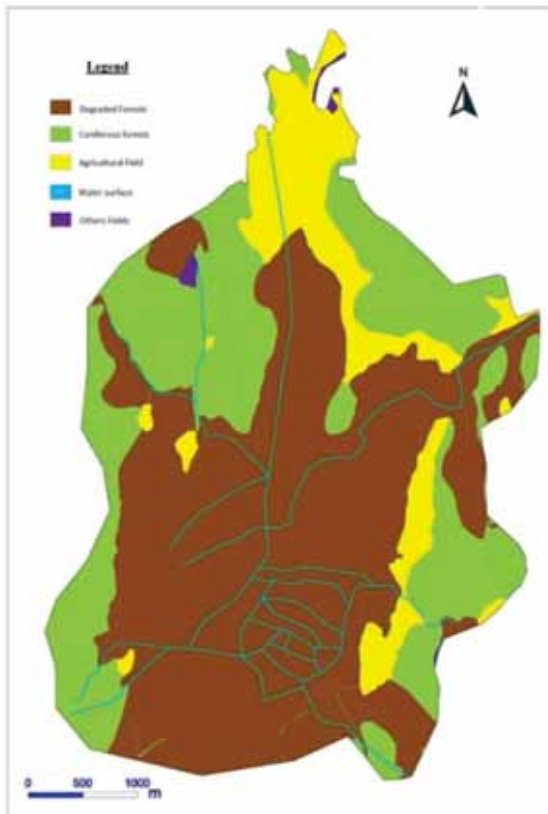 Legend
N
Degraded Forests
Coniferous forests
Agricultural Field
Water surface
Others Fields
0 500 1000
m